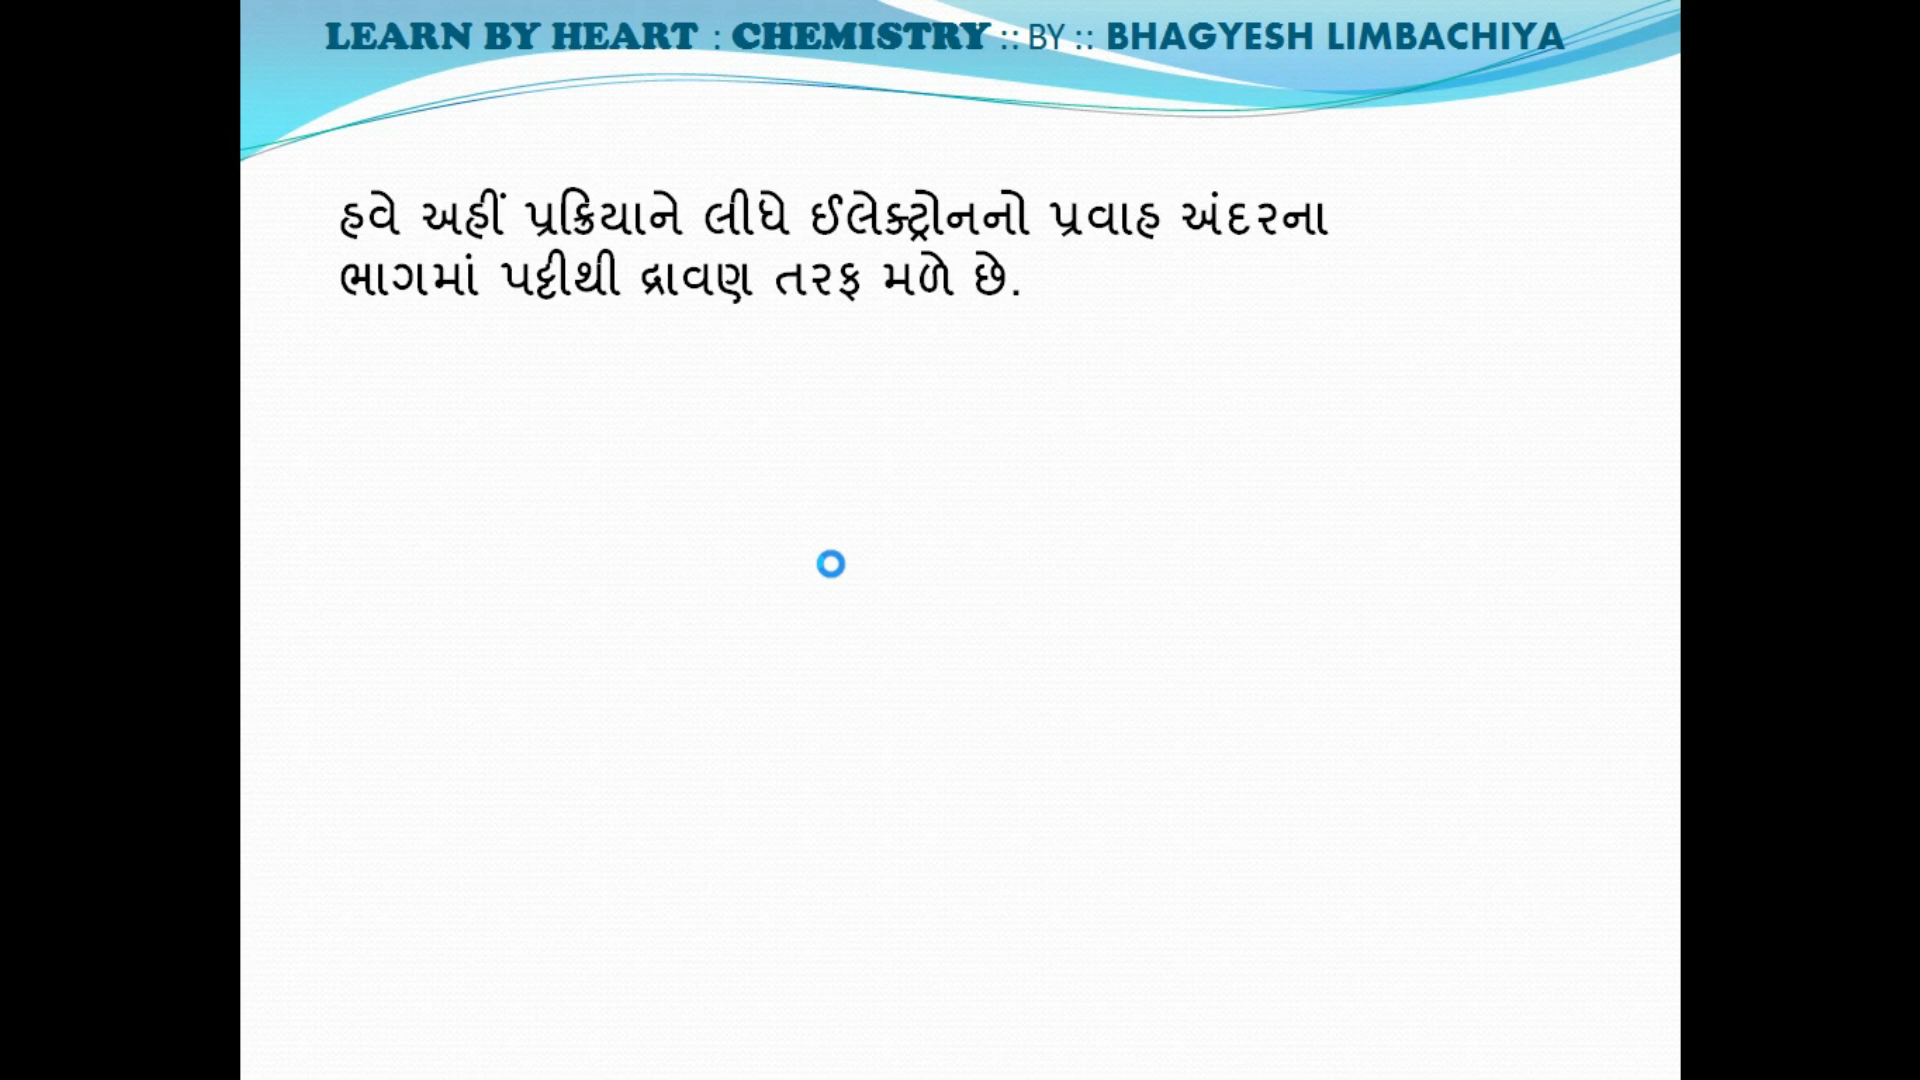 LEARN BY HEART : CHEMISTRY :: BY :: BHAGYESH LIMBACHIYA
હવે અહીં પ્રક્રિયાને લીધે ઈલેક્ટ્રોનનો પ્રવાહ અંદરના
ભાગમાં પટ્ટીથી દ્રાવણ તરફ મળે છે.